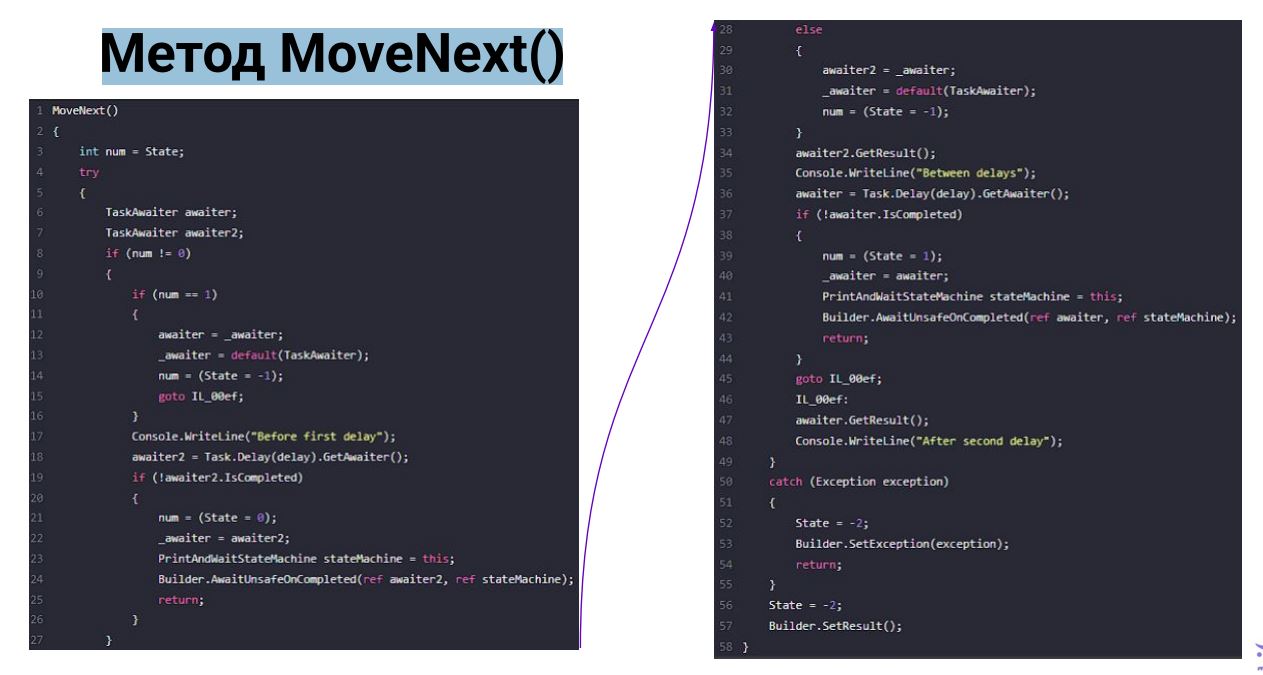 Метод MoveNext()
1 MoveNext()
2 {
3 int num = State;
4 try
5 {
6 TaskAwaiter awaiter;
7 TaskAwaiter awaiter2;
8 if (num != 0)
9 {
10 if (num == 1)
11 {
12 awaiter = _awaiter;
13 _awaiter = default(TaskAwaiter);
14 num = (State = -1);
15 goto IL_00ef;
16 }
17 Console.WriteLine("Before first delay");
18 awaiter2 = Task.Delay(delay).GetAwaiter();
19 if (!awaiter2.IsCompleted)
20 {
21 num = (State = 0);
22 _awaiter = awaiter2;
23 PrintAndWaitStateMachine stateMachine = this;
24 Builder.AwaitUnsafeOnCompleted(ref awaiter2, ref stateMachine);
25 return;
26 }
27 }
28 else
29 {
30 awaiter2 = _awaiter;
31 _awaiter = default(TaskAwaiter);
32 num = (State = -1);
33 }
34 awaiter2.GetResult();
35 Console.WriteLine("Between delays");
36 awaiter = Task.Delay(delay).GetAwaiter();
37 if (!awaiter.IsCompleted)
38 {
39 num = (State = 1);
40 _awaiter = awaiter;
41 PrintAndWaitStateMachine stateMachine = this;
42 Builder.AwaitUnsafeOnCompleted(ref awaiter, ref stateMachine);
43 return;
44 }
45 goto IL_00ef;
46 IL_00ef:
47 awaiter.GetResult();
48 Console.WriteLine("After second delay");
49 }
50 catch (Exception exception)
51 {
52 State = -2;
53 Builder.SetException(exception);
54 return;
55 }
56 State = -2;
57 Builder.SetResult();
58 }